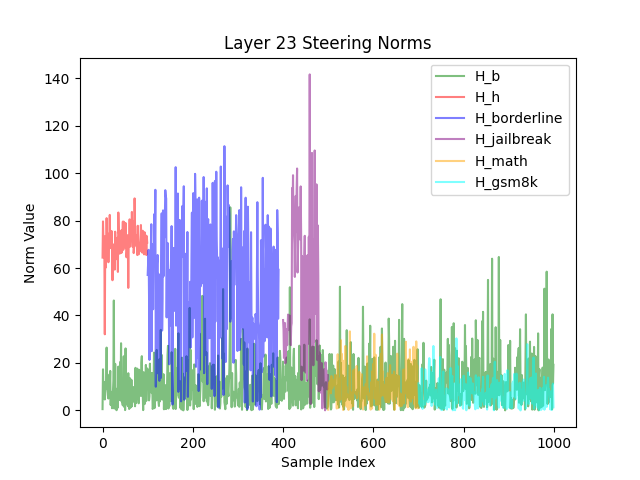 Layer 23 Steering Norms
Norm Value
140
120
100
80
60
40
20
0
H_b
H_h
H_borderline
H_jailbreak
H_math
H_gsm8k
0
200
400
600
800
1000
Sample Index